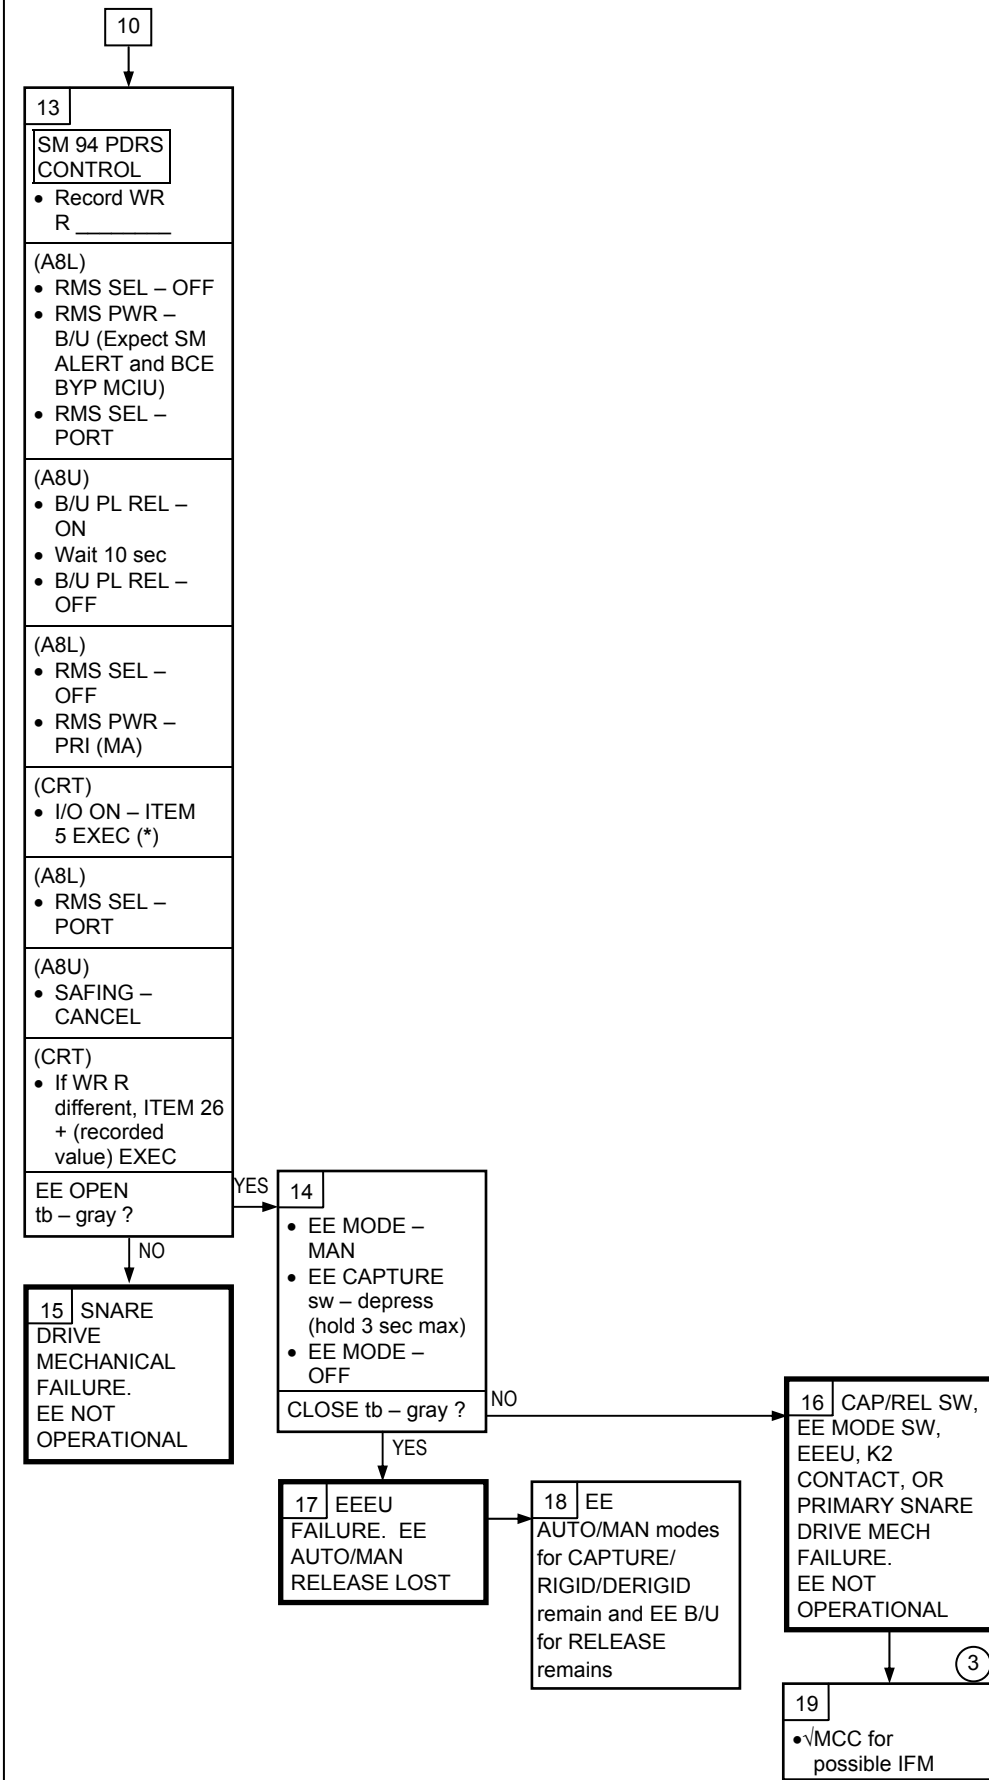 10
13
SM 94 PDRS
CONTROL
• Record WR
R ________
(A8L)
• RMS SEL – OFF
• RMS PWR –
B/U (Expect SM
ALERT and BCE
BYP MCIU)
• RMS SEL –
PORT
(A8U)
• B/U PL REL –
ON
• Wait 10 sec
• B/U PL REL –
OFF
(A8L)
• RMS SEL –
OFF
• RMS PWR –
PRI (MA)
(CRT)
• I/O ON – ITEM
5 EXEC (*)
(A8L)
• RMS SEL –
PORT
(A8U)
• SAFING –
CANCEL
(CRT)
• If WR R
different, ITEM 26
+ (recorded
value) EXEC
EE OPEN
tb – gray ?
YES
NO
14
• EE MODE –
MAN
• EE CAPTURE
sw – depress
(hold 3 sec max)
• EE MODE –
OFF
CLOSE tb – gray ?
NO
YES
15 SNARE
DRIVE
MECHANICAL
FAILURE.
EE NOT
OPERATIONAL
16 CAP/REL SW,
EE MODE SW,
EEEU, K2
CONTACT, OR
PRIMARY SNARE
DRIVE MECH
FAILURE.
EE NOT
OPERATIONAL
17 EEEU
FAILURE. EE
AUTO/MAN
RELEASE LOST
18 EE
AUTO/MAN modes
for CAPTURE/
RIGID/DERIGID
remain and EE B/U
for RELEASE
remains
3
19
•√MCC for
possible IFM